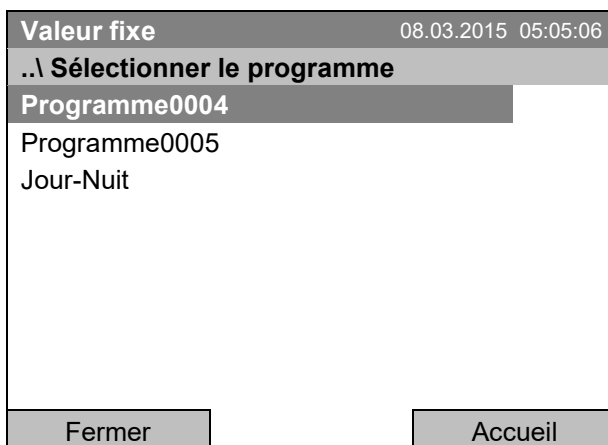 Valeur fixe 08.03.2015 05:05:06
..\ Sélectionner le programme
Programme0004
Programme0005
Jour-Nuit
Fermer Accueil